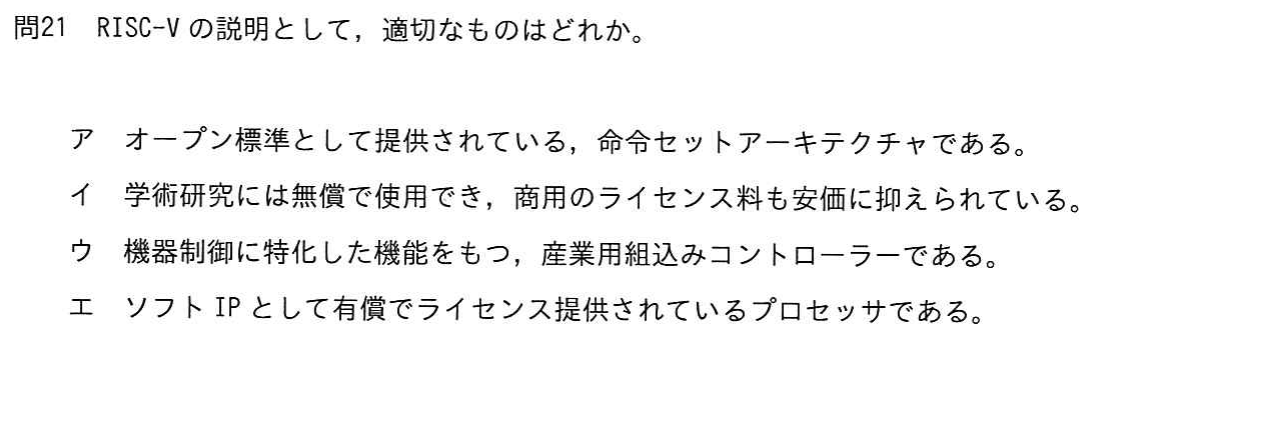 問21 RISC-V の説明として，適切なものはどれか。
ア オープン標準として提供されている，命令セットアーキテクチャである。
イ 学術研究には無償で使用でき，商用のライセンス料も安価に抑えられている。
ウ 機器制御に特化した機能をもつ，産業用組込みコントローラーである。
エ ソフト IP として有償でライセンス提供されているプロセッサである。